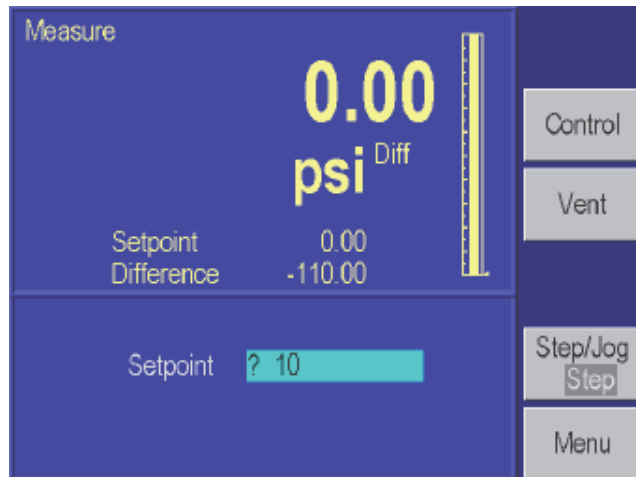 Measure
0.00
psi Diff
Setpoint 0.00
Difference -110.00
Setpoint ? 10
Control
Vent
Step/Jog
Step
Menu